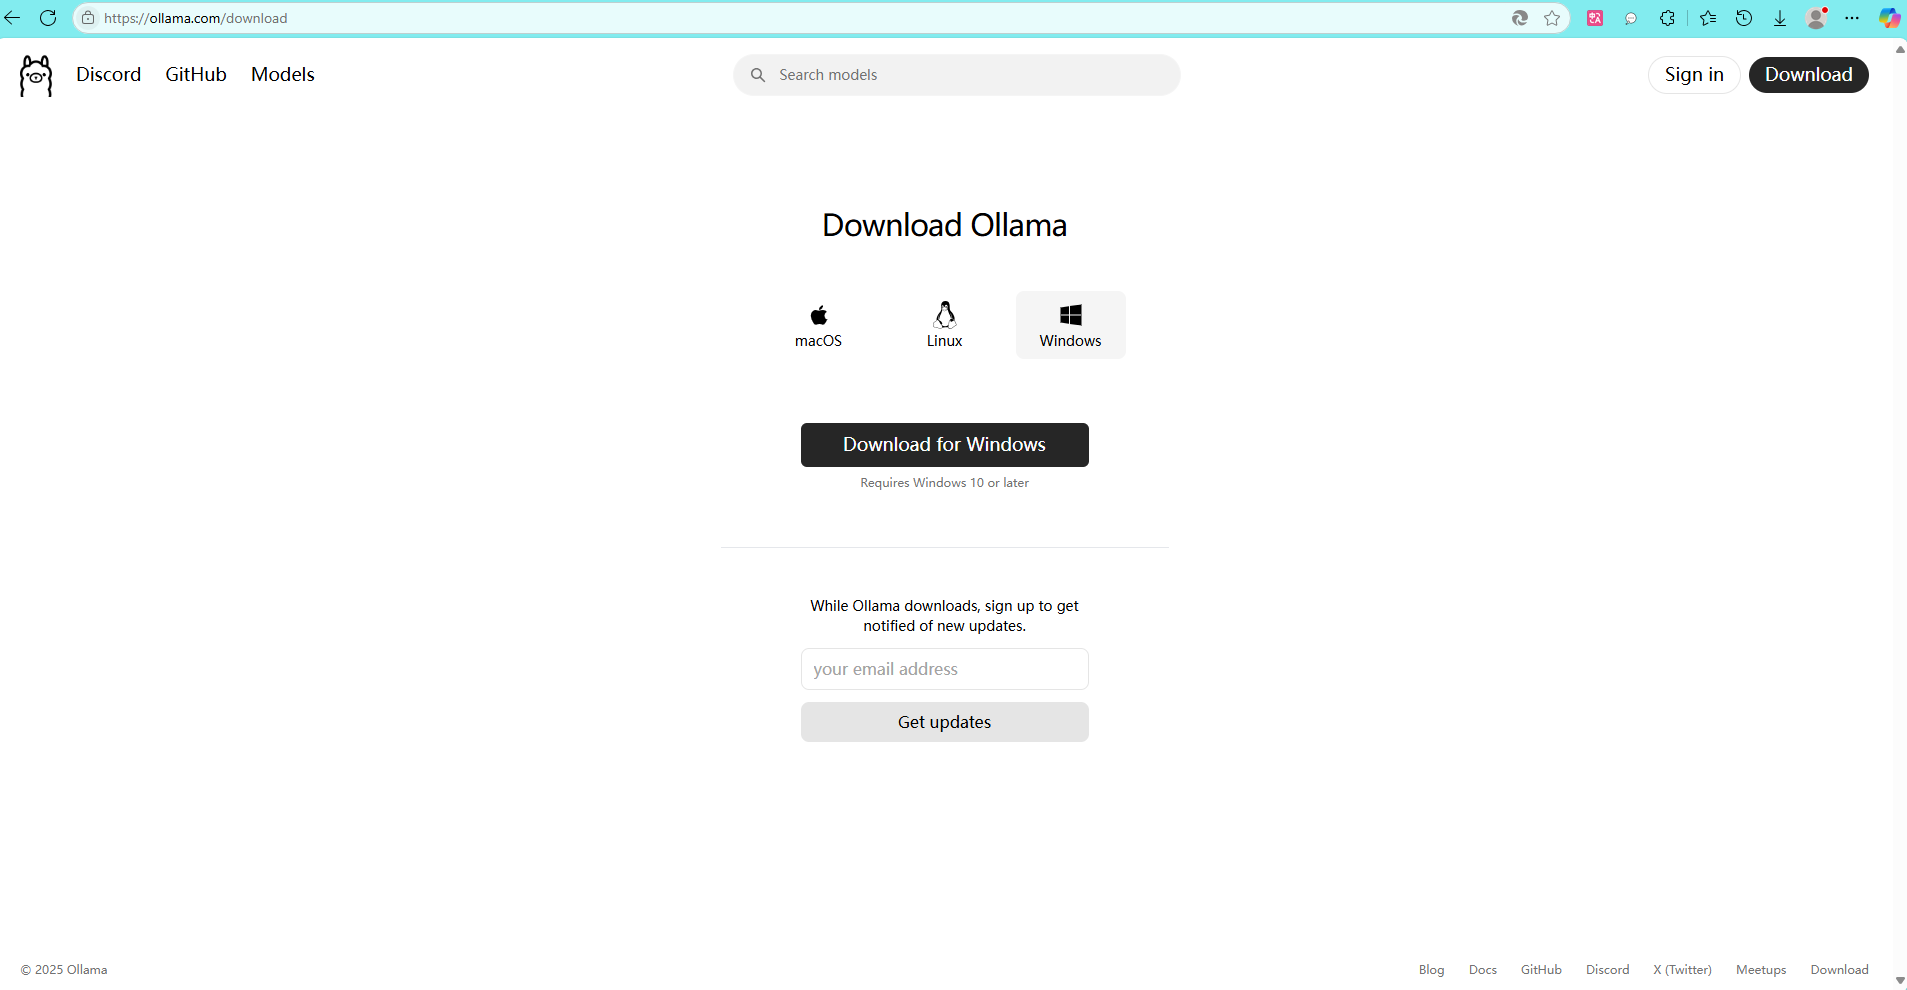 https://ollama.com/download
Discord GitHub Models
Search models
Sign in Download
Download Ollama
macOS Linux Windows
Download for Windows
Requires Windows 10 or later
While Ollama downloads, sign up to get
notified of new updates.
your email address
Get updates
© 2025 Ollama
Blog Docs GitHub Discord X (Twitter) Meetups Download